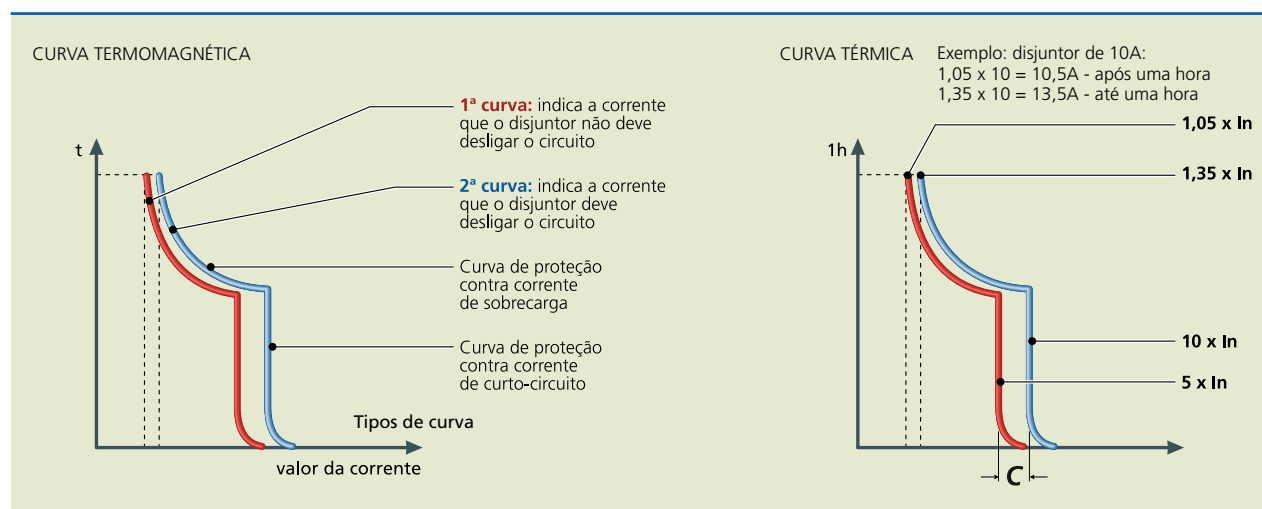 CURVA TERMOMAGNÉTICA
1ª curva: indica a corrente
que o disjuntor não deve
desligar o circuito
2ª curva: indica a corrente
que o disjuntor deve
desligar o circuito
Curva de proteção
contra corrente
de sobrecarga
Curva de proteção
contra corrente
de curto-circuito
t
Tipos de curva
valor da corrente
CURVA TÉRMICA
Exemplo: disjuntor de 10A:
1,05 x 10 = 10,5A - após uma hora
1,35 x 10 = 13,5A - até uma hora
1,05 x In
1h
1,35 x In
10 x In
5 x In
C